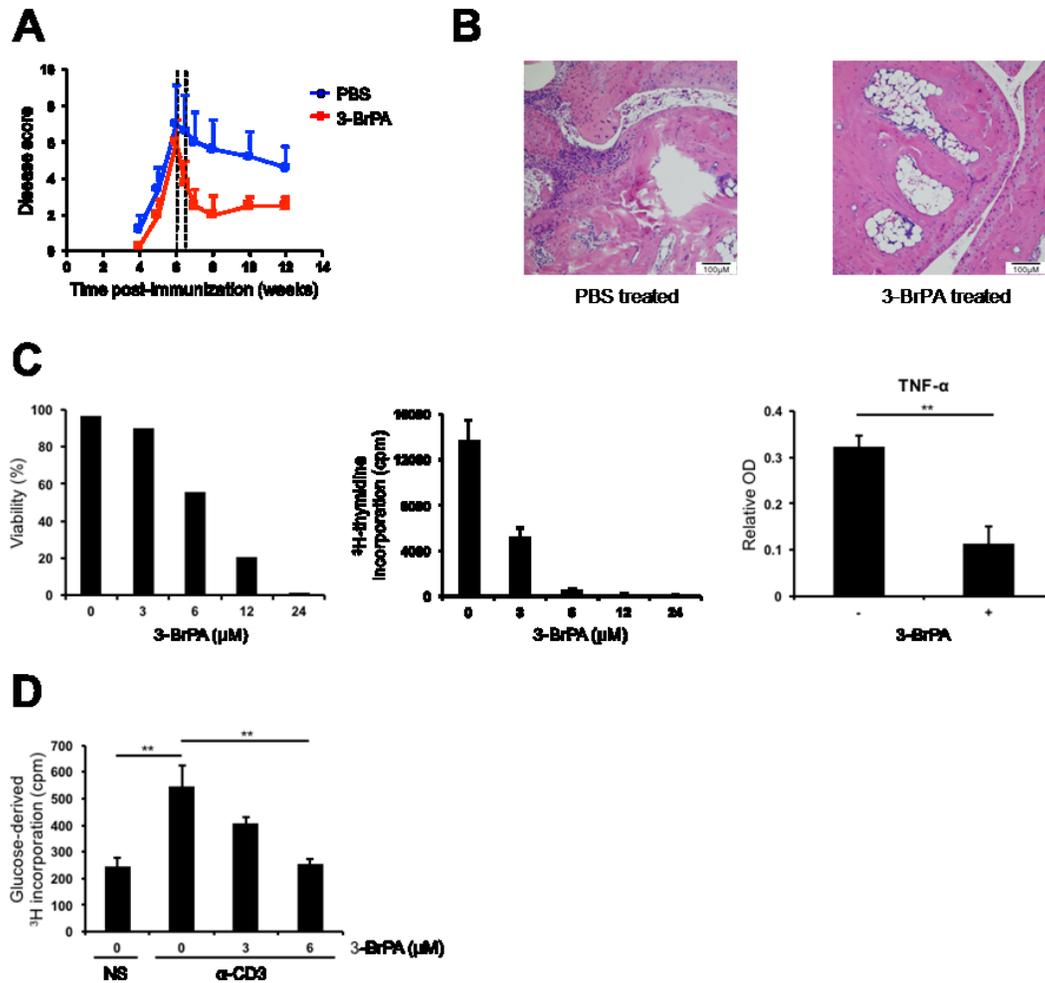 A
10
8
6
4
2
0
Disease score
0 2 4 6 8 10 12 14
Time post-immunization (weeks)
PBS
3-BrPA
B
100µM
100µM
PBS treated
3-BrPA treated
C
100
80
60
40
20
0
Viability (%)
0 3 6 12 24
3-BrPA (µM)
16000
12000
8000
4000
0
³H-thymidine
incorporation (cpm)
0 3 6 12 24
3-BrPA (µM)
TNF-α
**
0.4
0.3
0.2
0.1
0
Relative OD
- +
3-BrPA
D
700
600
500
400
300
200
100
0
Glucose-derived
³H incorporation (cpm)
**
**
0 0 3 6 3-BrPA (µM)
NS α-CD3